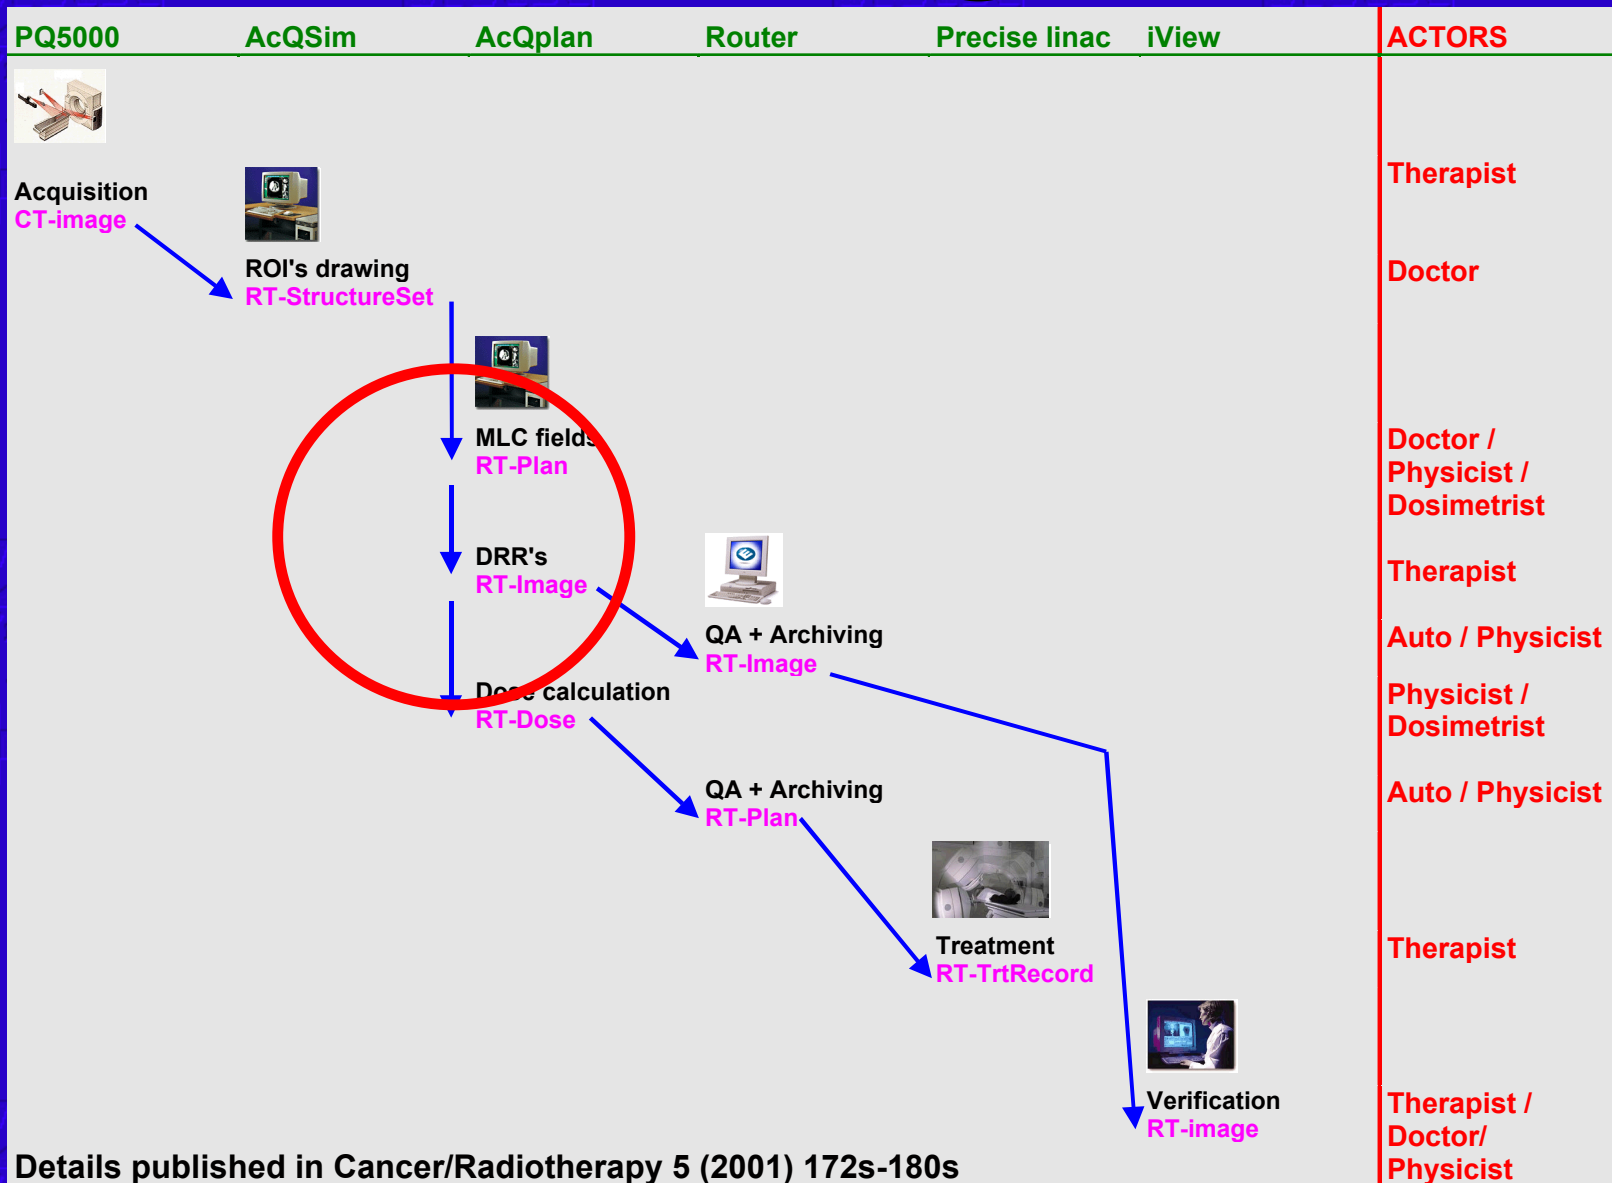 PQ5000 AcQSim AcQplan Router Precise linac iView ACTORS
Acquisition
CT-image
Therapist
ROI's drawing
RT-StructureSet
Doctor
MLC fields
RT-Plan
Doctor /
Physicist /
Dosimetrist
DRR's
RT-Image
Therapist
QA + Archiving
RT-Image
Auto / Physicist
Dose calculation
RT-Dose
Physicist /
Dosimetrist
QA + Archiving
RT-Plan
Auto / Physicist
Treatment
RT-TrtRecord
Therapist
Verification
RT-image
Therapist /
Doctor/
Physicist
Details published in Cancer/Radiotherapy 5 (2001) 172s-180s